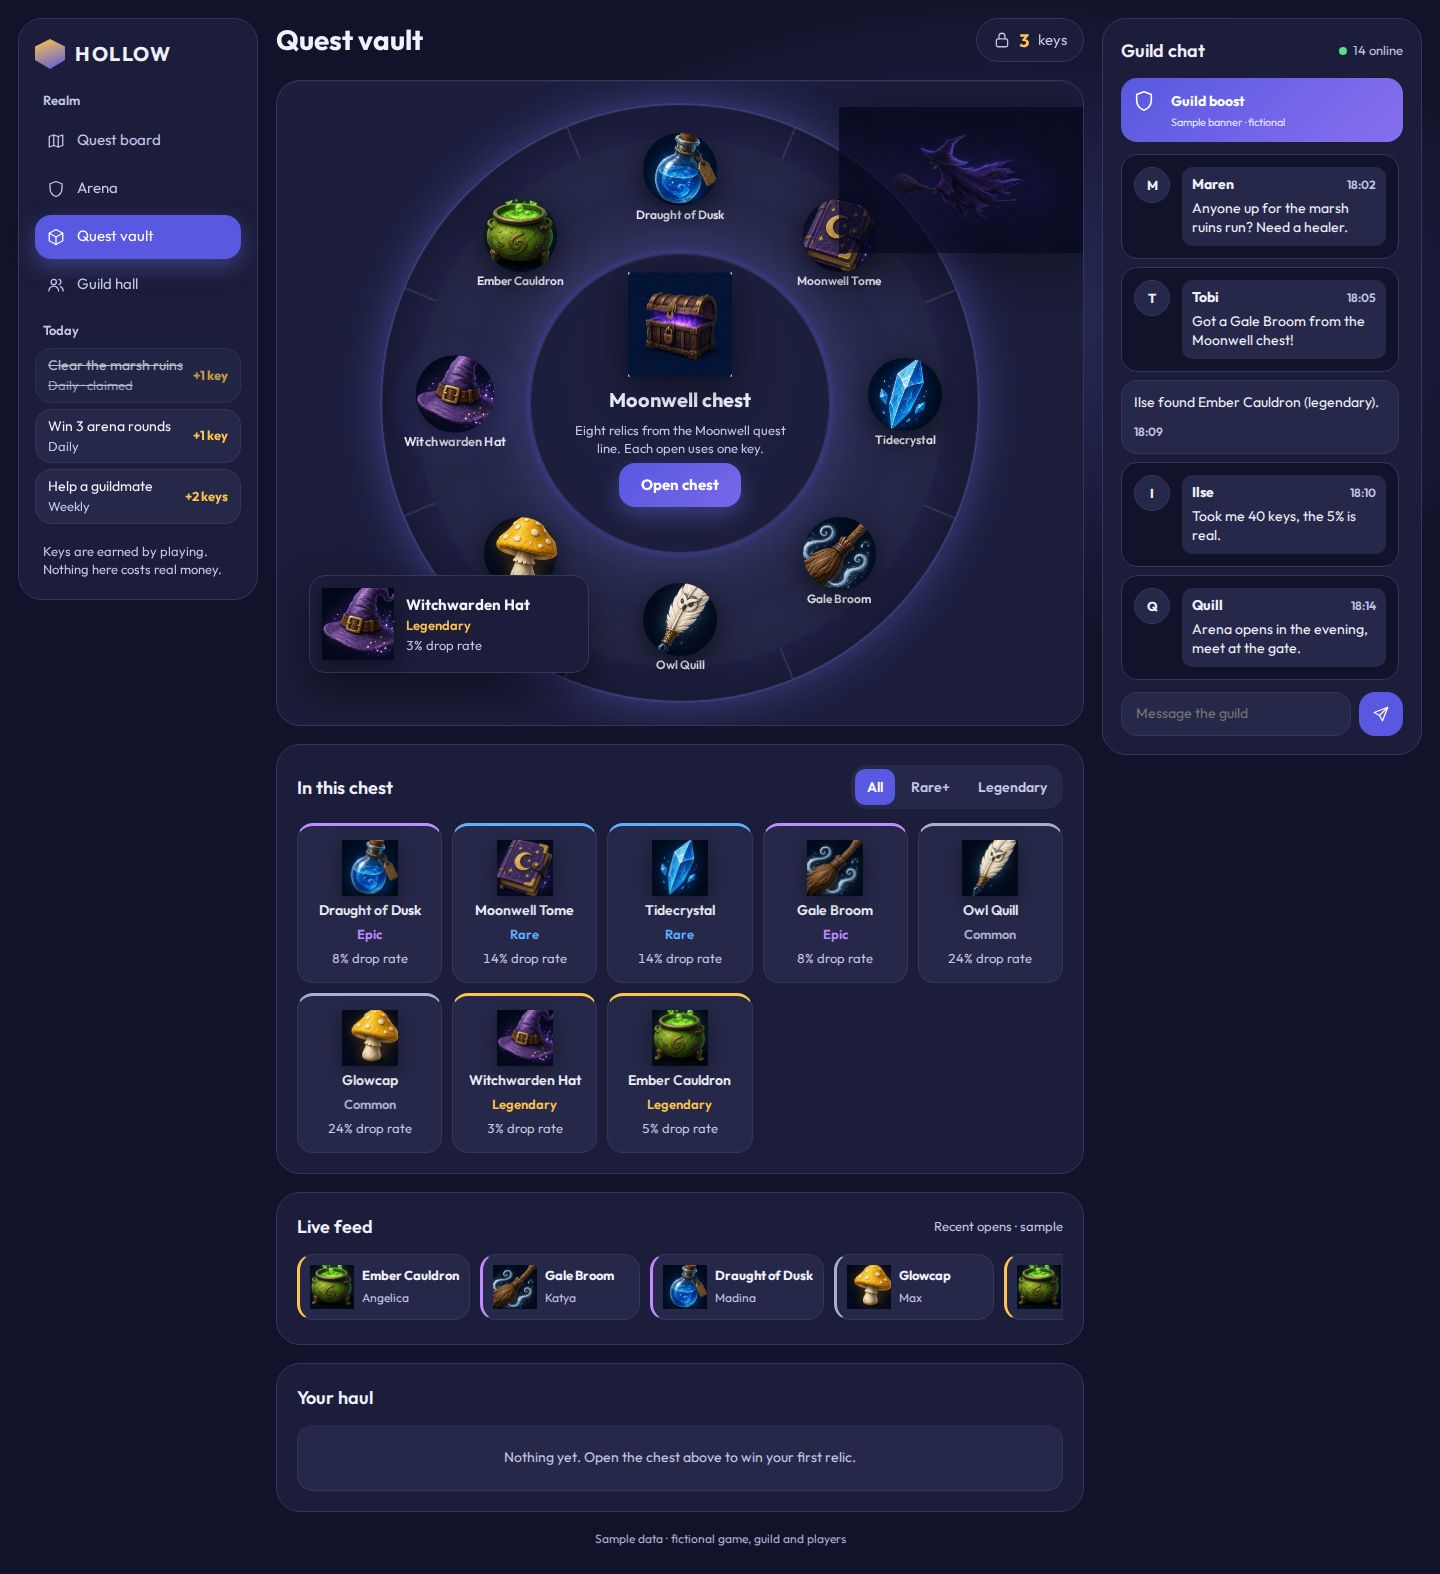 HOLLOW
Realm
Quest board
Arena
Quest vault
Guild hall
Today
Clear the marsh ruins
Daily · claimed
+1 key
Win 3 arena rounds
Daily
+1 key
Help a guildmate
Weekly
+2 keys
Keys are earned by playing.
Nothing here costs real money.
Quest vault
3 keys
Draught of Dusk
Ember Cauldron
Moonwell Tome
Witchwarden Hat
Tidecrystal
Moonwell chest
Eight relics from the Moonwell quest
line. Each open uses one key.
Open chest
Gale Broom
Owl Quill
Witchwarden Hat
Legendary
3% drop rate
In this chest
All
Rare+
Legendary
Draught of Dusk
Epic
8% drop rate
Moonwell Tome
Rare
14% drop rate
Tidecrystal
Rare
14% drop rate
Gale Broom
Epic
8% drop rate
Owl Quill
Common
24% drop rate
Glowcap
Common
24% drop rate
Witchwarden Hat
Legendary
3% drop rate
Ember Cauldron
Legendary
5% drop rate
Live feed
Recent opens · sample
Ember Cauldron
Angelica
Gale Broom
Katya
Draught of Dusk
Madina
Glowcap
Max
Your haul
Nothing yet. Open the chest above to win your first relic.
Sample data · fictional game, guild and players
Guild chat
14 online
Guild boost
Sample banner · fictional
M
Maren
18:02
Anyone up for the marsh
ruins run? Need a healer.
T
Tobi
18:05
Got a Gale Broom from the
Moonwell chest!
Ilse found Ember Cauldron (legendary).
18:09
I
Ilse
18:10
Took me 40 keys, the 5% is
real.
Q
Quill
18:14
Arena opens in the evening,
meet at the gate.
Message the guild